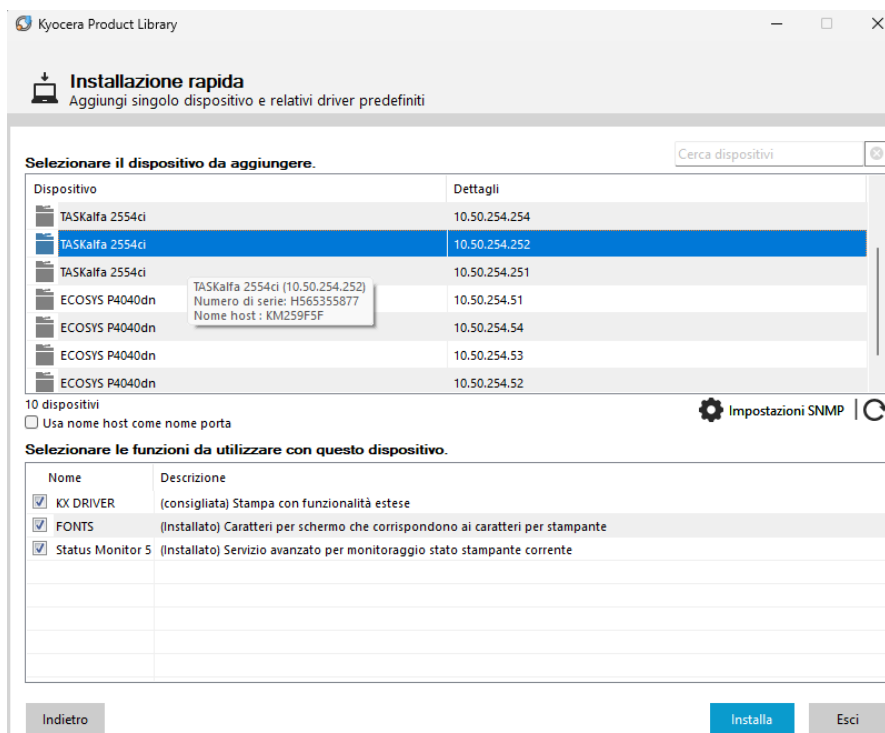 Kyocera Product Library
Installazione rapida
Aggiungi singolo dispositivo e relativi driver predefiniti
Cerca dispositivi
Selezionare il dispositivo da aggiungere.
Dispositivo Dettagli
TASKalfa 2554ci 10.50.254.254
TASKalfa 2554ci 10.50.254.252
TASKalfa 2554ci 10.50.254.251
TASKalfa 2554ci (10.50.254.252)
Numero di serie: H565355877
Nome host : KM259F5F
ECOSYS P4040dn 10.50.254.51
ECOSYS P4040dn 10.50.254.54
ECOSYS P4040dn 10.50.254.53
ECOSYS P4040dn 10.50.254.52
10 dispositivi
Impostazioni SNMP
Usa nome host come nome porta
Selezionare le funzioni da utilizzare con questo dispositivo.
Nome Descrizione
KX DRIVER (consigliata) Stampa con funzionalità estese
FONTS (Installato) Caratteri per schermo che corrispondono ai caratteri per stampante
Status Monitor 5 (Installato) Servizio avanzato per monitoraggio stato stampante corrente
Indietro Installa Esci